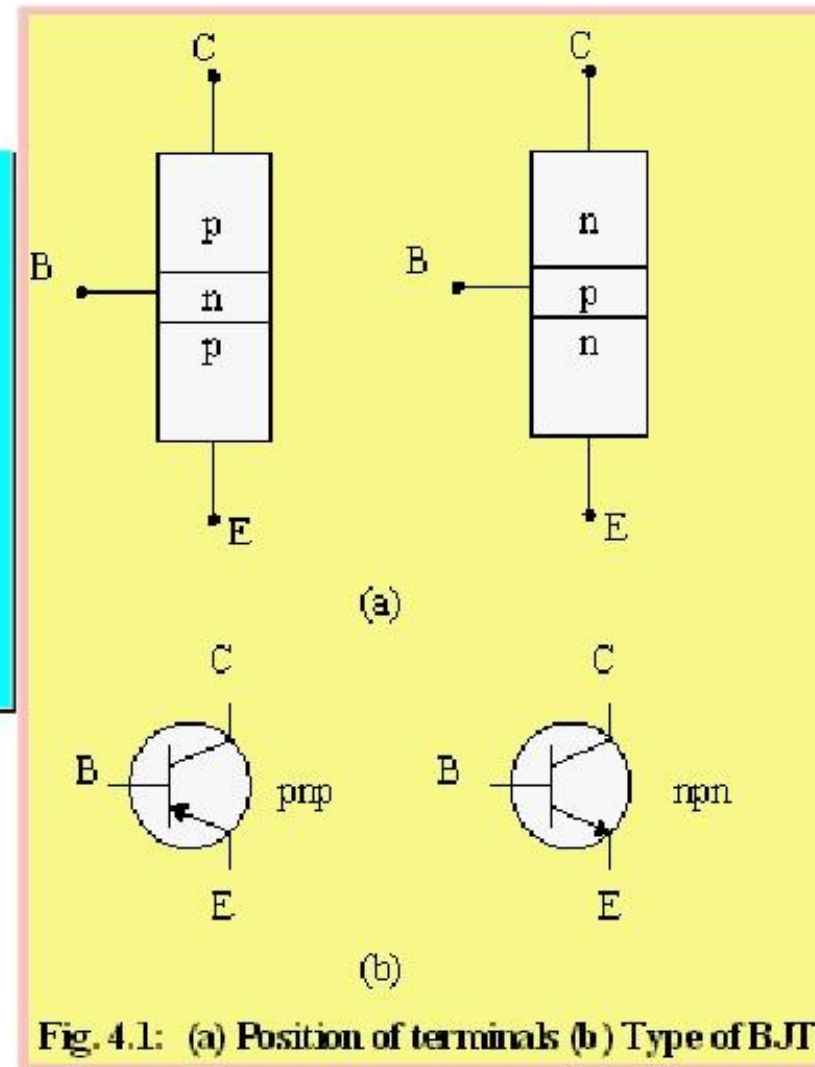 C C
p n
B B
n p
p n
E E
(a)
C C
B pnp B npn
E E
(b)
Fig. 4.1: (a) Position of terminals (b) Type of BJT